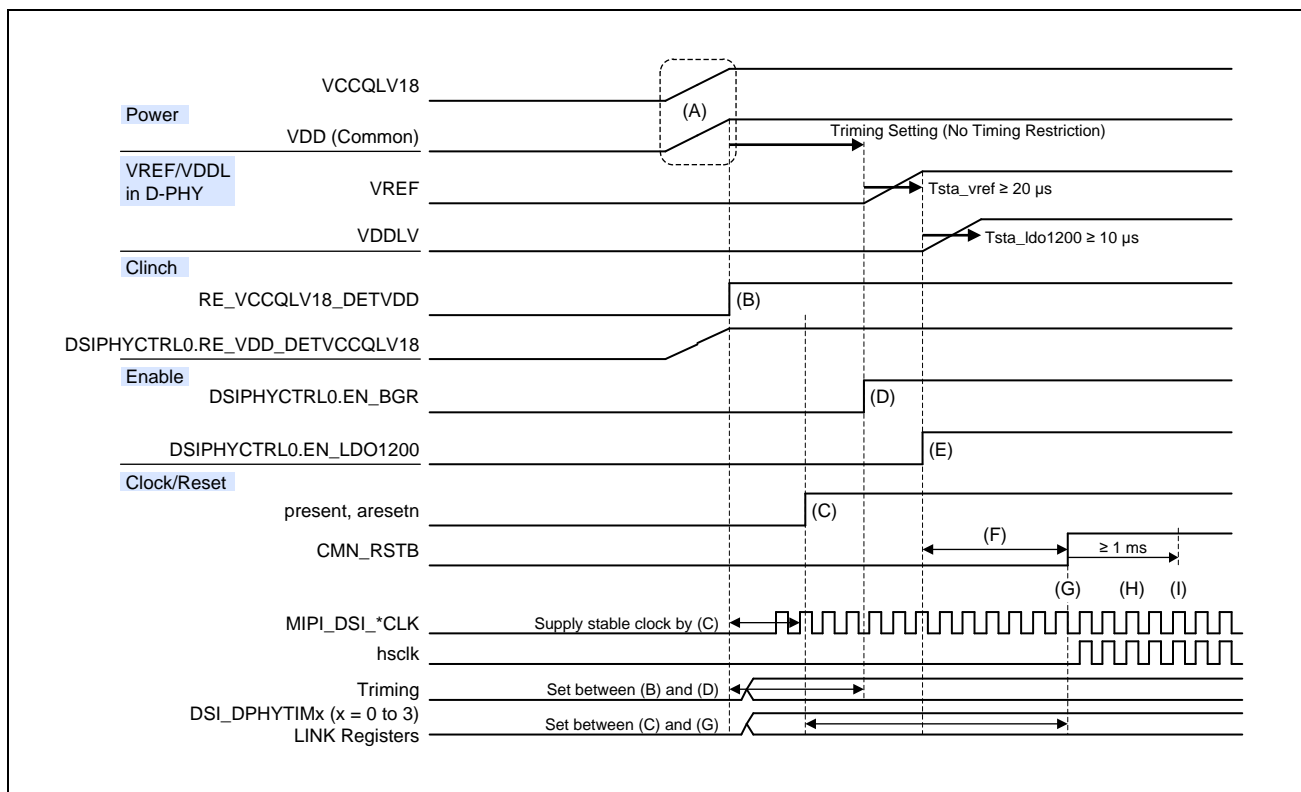 VCCQLV18
(A)
Power
VDD (Common)
Triming Setting (No Timing Restriction)
VREF/VDDL
in D-PHY
VREF
Tsta_vref ≥ 20 µs
VDDLV
Tsta_ldo1200 ≥ 10 µs
Clinch
RE_VCCQLV18_DETVDD
(B)
DSIPHYCTRL0.RE_VDD_DETVCCQLV18
Enable
DSIPHYCTRL0.EN_BGR
(D)
DSIPHYCTRL0.EN_LDO1200
(E)
Clock/Reset
present, aresetn
(C)
CMN_RSTB
(F)
≥ 1 ms
(G)
(H)
(I)
MIPI_DSI_*CLK
Supply stable clock by (C)
hsclk
Triming
Set between (B) and (D)
DSI_DPHYTIMx (x = 0 to 3)
LINK Registers
Set between (C) and (G)